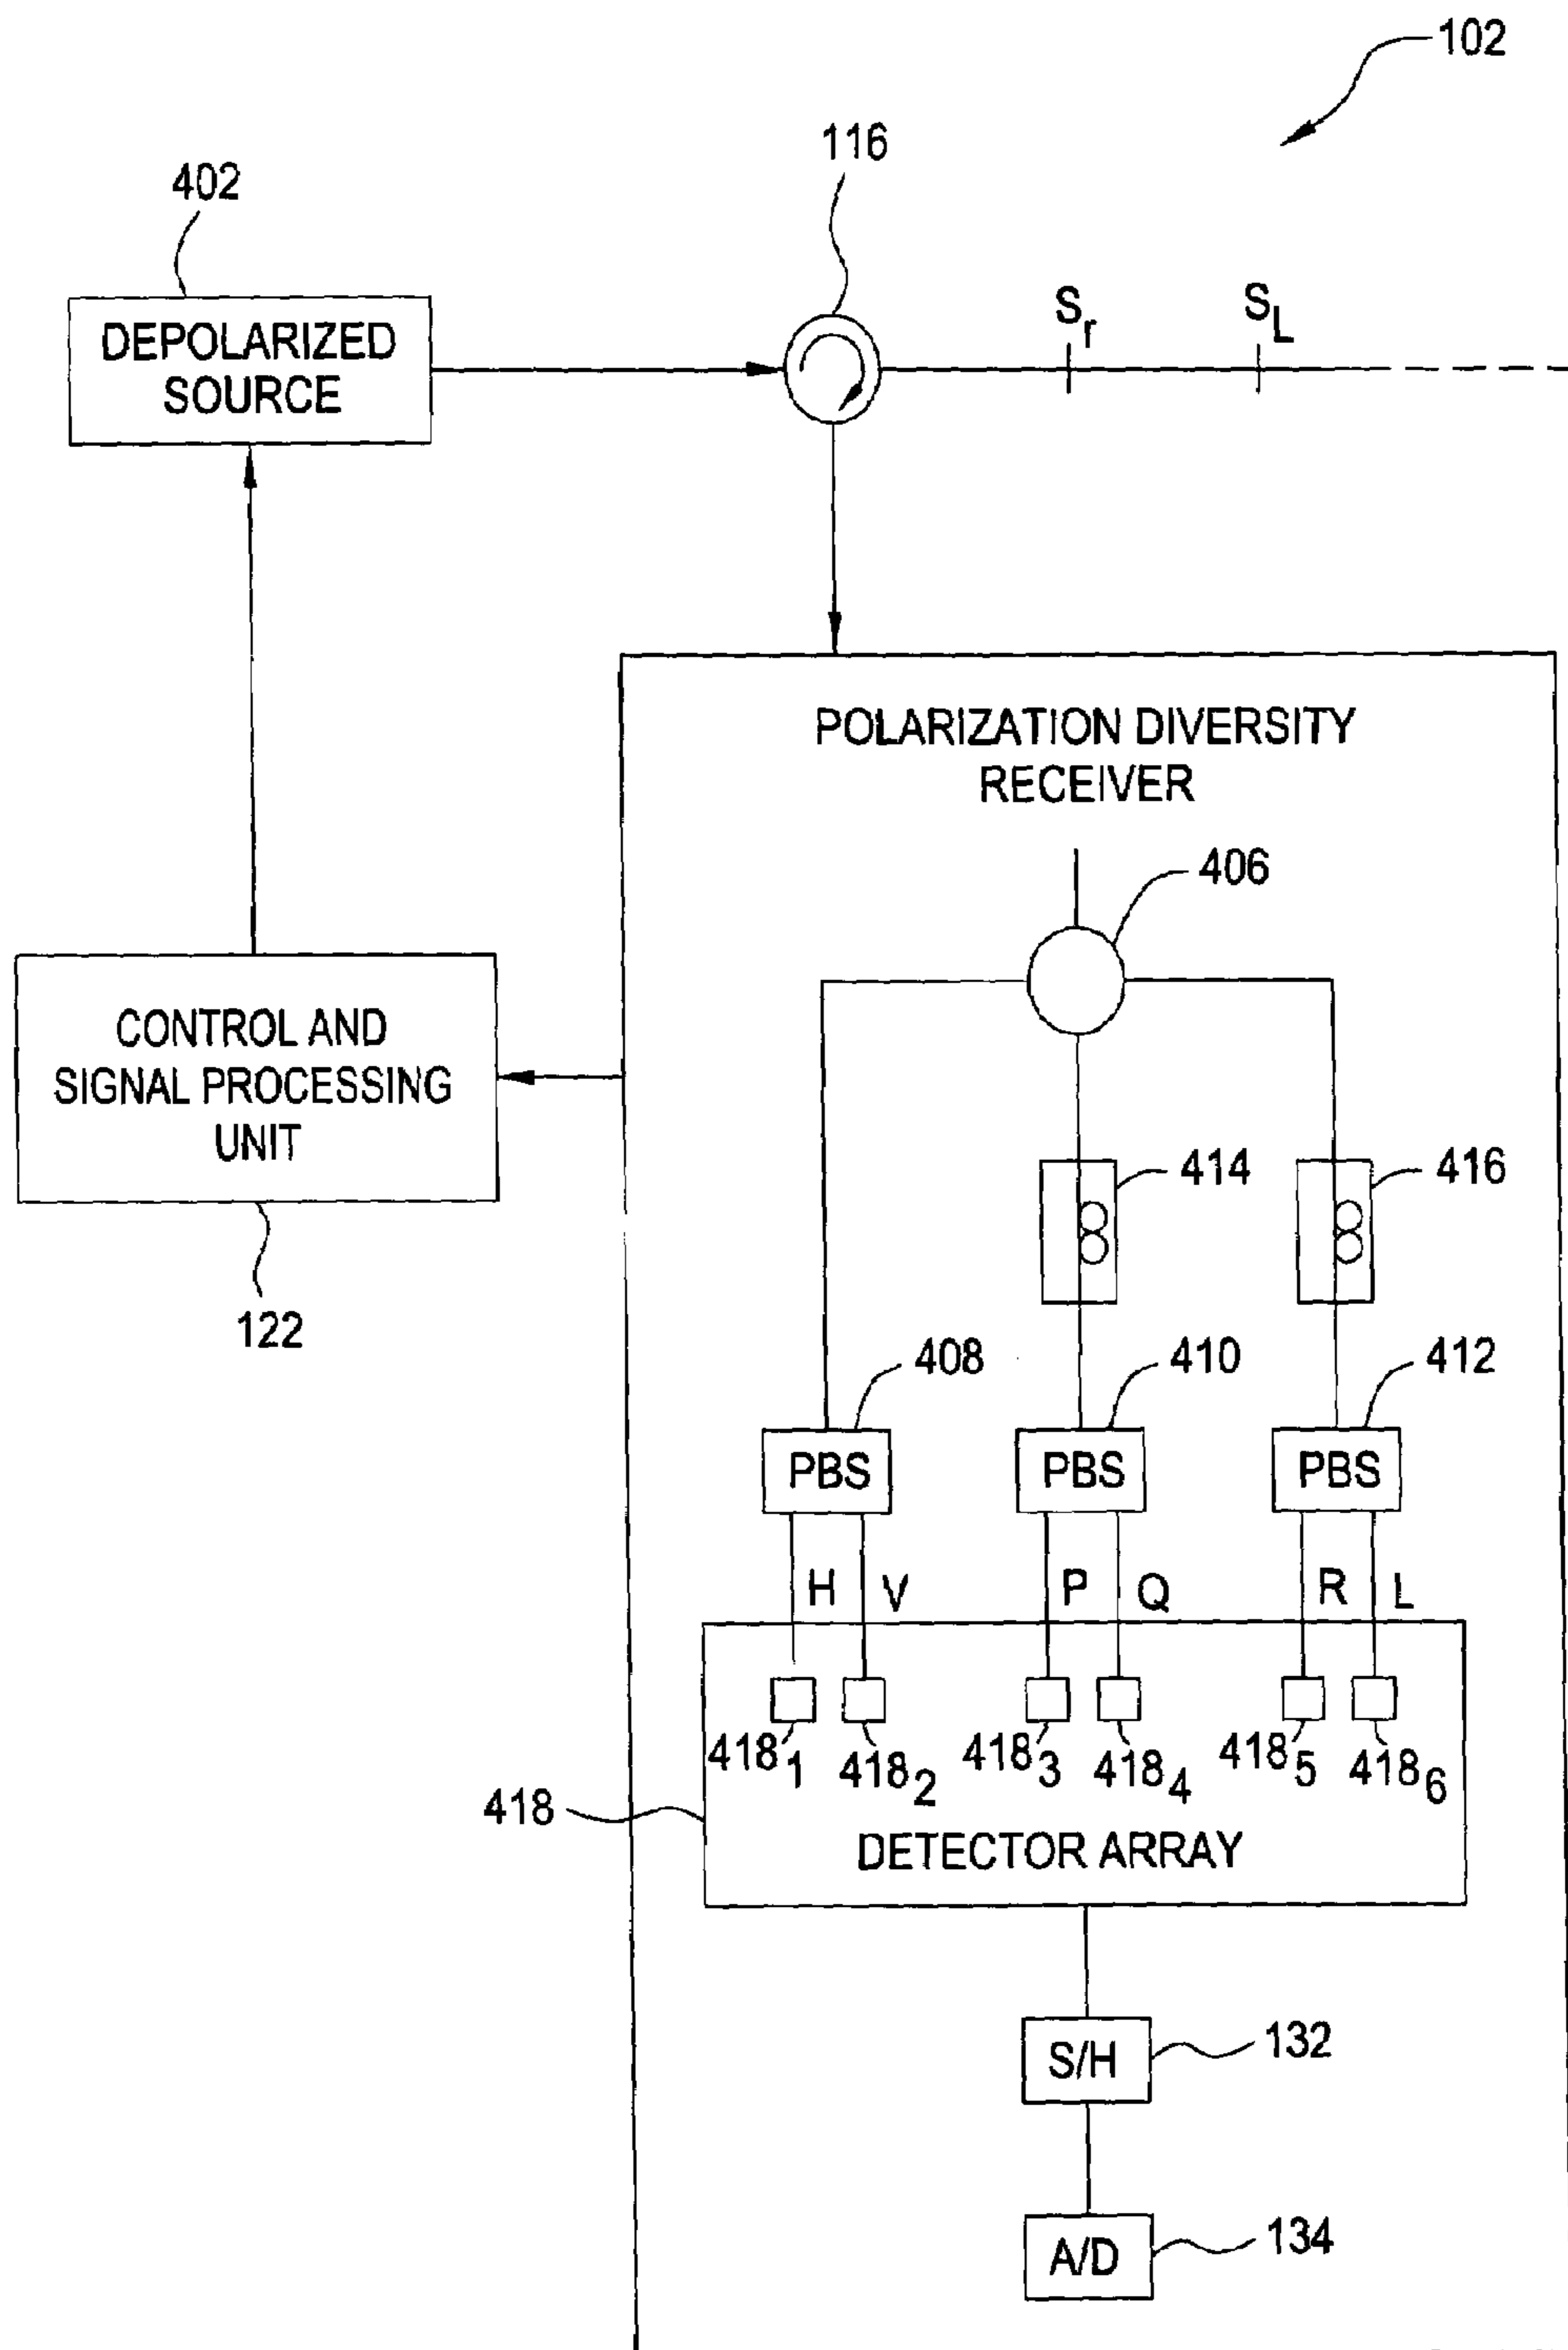 102
116
402
DEPOLARIZED
SOURCE
Sr
SL
POLARIZATION DIVERSITY
RECEIVER
406
CONTROL AND
SIGNAL PROCESSING
UNIT
122
414
416
408
410
412
PBS
PBS
PBS
H V P Q R L
418₁ 418₂ 418₃ 418₄ 418₅ 418₆
418
DETECTOR ARRAY
S/H
132
A/D
134